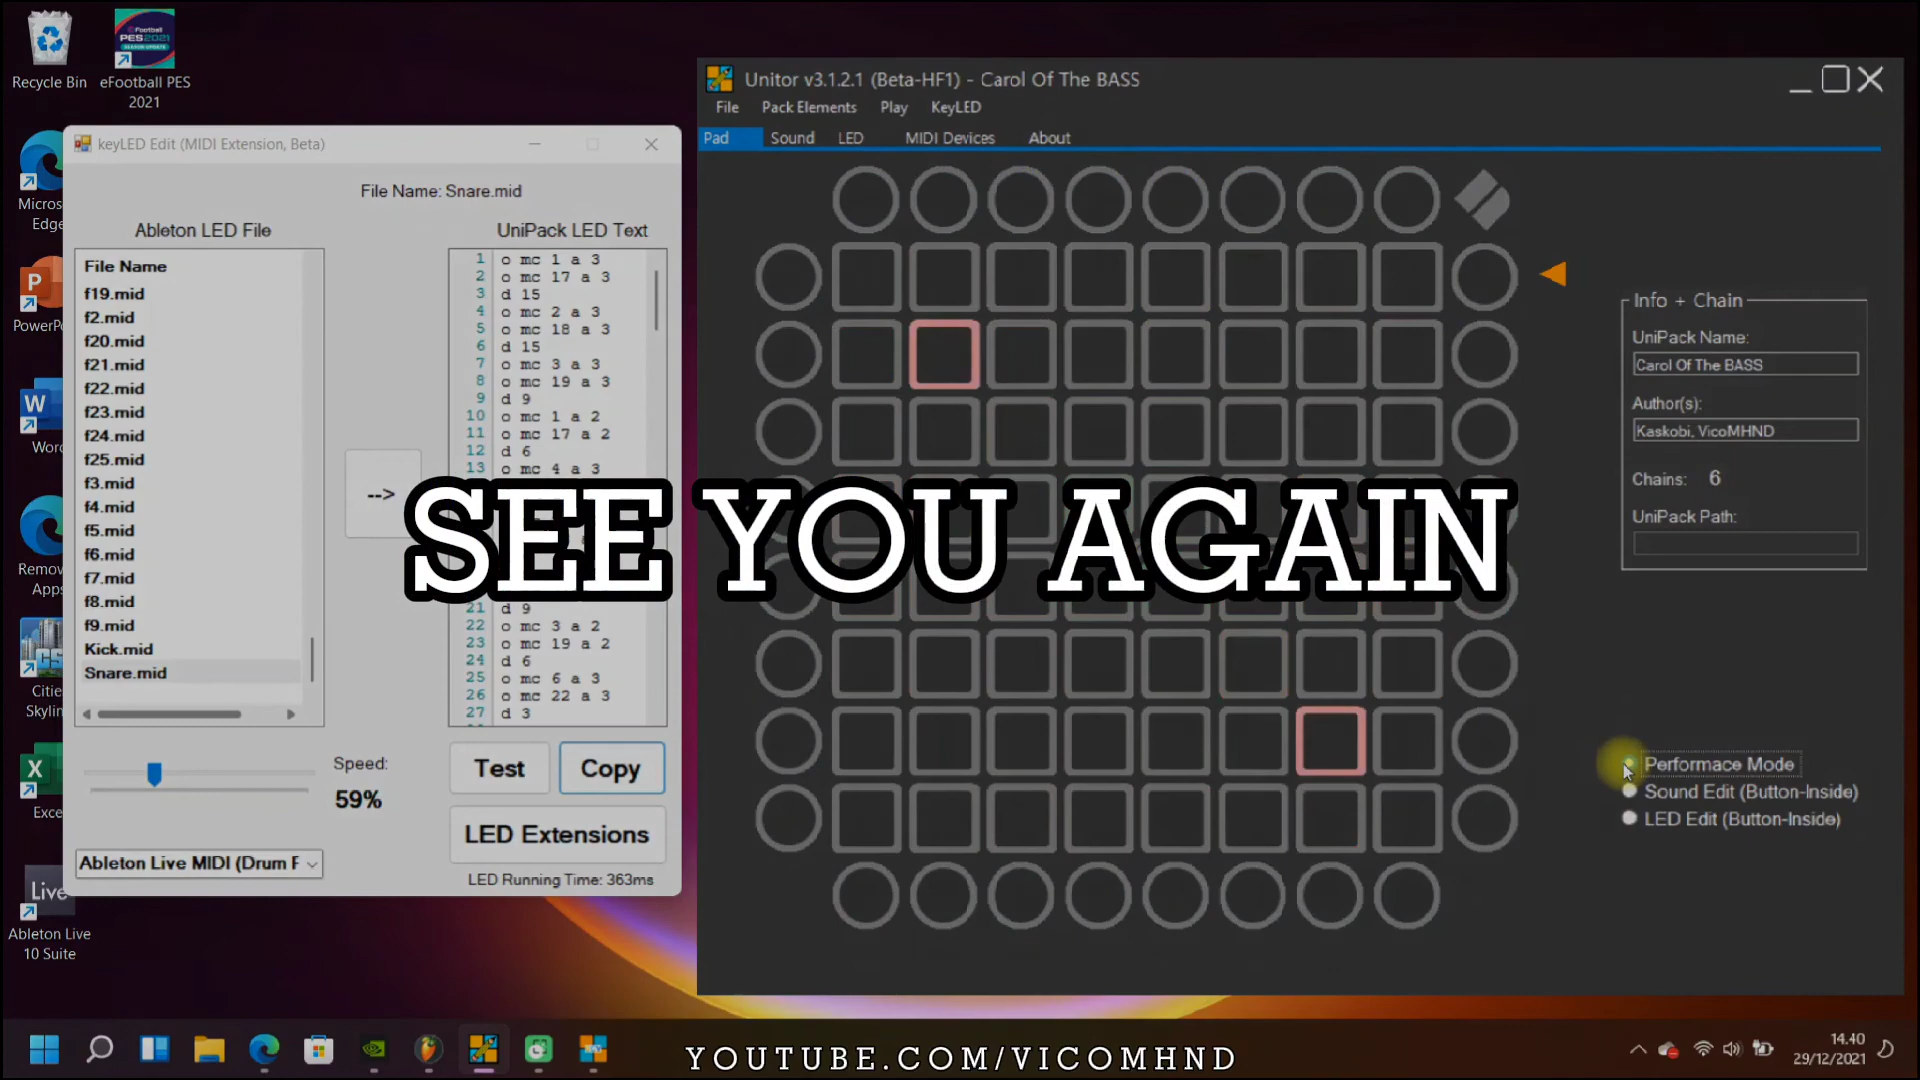 Recycle Bin
eFootball PES
2021
Edge
Word
Apps
Ableton Live
10 Suite
Live
keyLED Edit (MIDI Extension, Beta)
File Name: Snare.mid
Ableton LED File
UniPack LED Text
File Name
f19.mid
f2.mid
f20.mid
f21.mid
f22.mid
f23.mid
f24.mid
f25.mid
f3.mid
f4.mid
f5.mid
f6.mid
f7.mid
f8.mid
f9.mid
Kick.mid
Snare.mid
-->
1 o mc 1 a 3
2 o mc 17 a 3
3 d 15
4 o mc 2 a 3
5 o mc 18 a 3
6 d 15
7 o mc 3 a 3
8 o mc 19 a 3
9 d 9
10 o mc 1 a 2
11 o mc 17 a 2
12 d 6
13 o mc 4 a 3
21 d 9
22 o mc 3 a 2
23 o mc 19 a 2
24 d 6
25 o mc 6 a 3
26 o mc 22 a 3
27 d 3
Speed:
59%
Test
Copy
LED Extensions
Ableton Live MIDI (Drum F
LED Running Time: 363ms
Unitor v3.1.2.1 (Beta-HF1) - Carol Of The BASS
File Pack Elements Play KeyLED
Pad Sound LED MIDI Devices About
Info + Chain
UniPack Name:
Carol Of The BASS
Author(s):
Kaskobi, VicoMHND
Chains: 6
UniPack Path:
Performace Mode
Sound Edit (Button-Inside)
LED Edit (Button-Inside)
SEE YOU AGAIN
YOUTUBE.COM/VICOMHND
14.40
29/12/2021